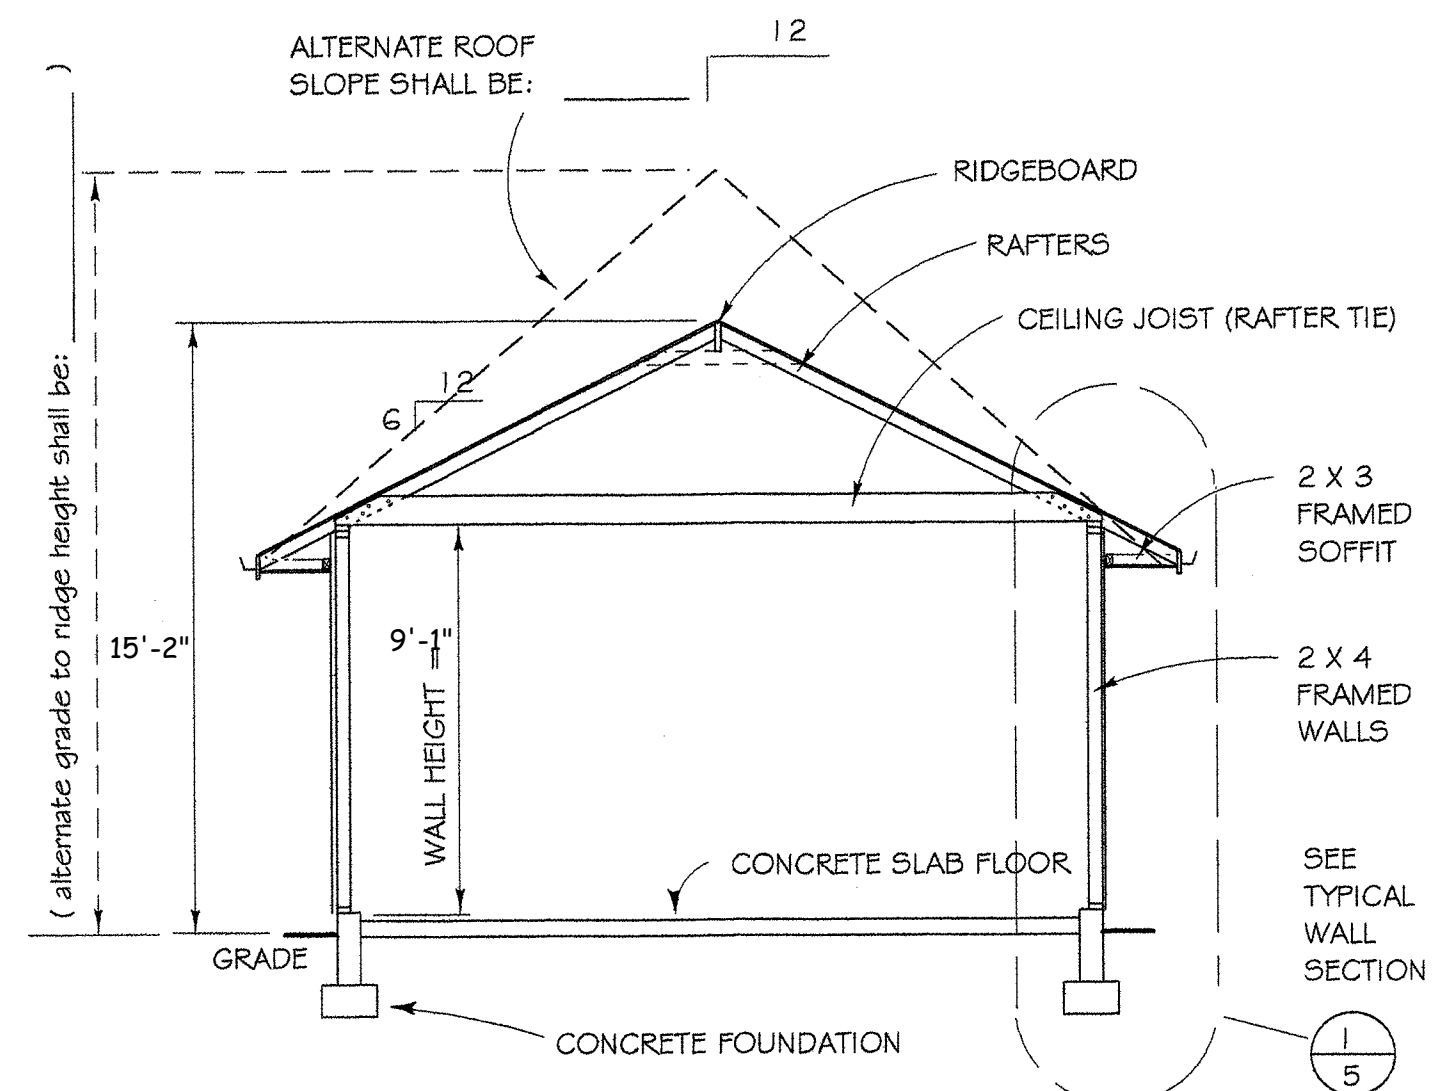 12
ALTERNATE ROOF
SLOPE SHALL BE:
RIDGEBOARD
RAFTERS
CEILING JOIST (RAFTER TIE)
12
6
2 X 3
FRAMED
SOFFIT
(alternate grade to ridge height shall be: )
15'-2"
9'-1"
WALL HEIGHT =
2 X 4
FRAMED
WALLS
CONCRETE SLAB FLOOR
SEE
TYPICAL
WALL
SECTION
GRADE
CONCRETE FOUNDATION
1
5